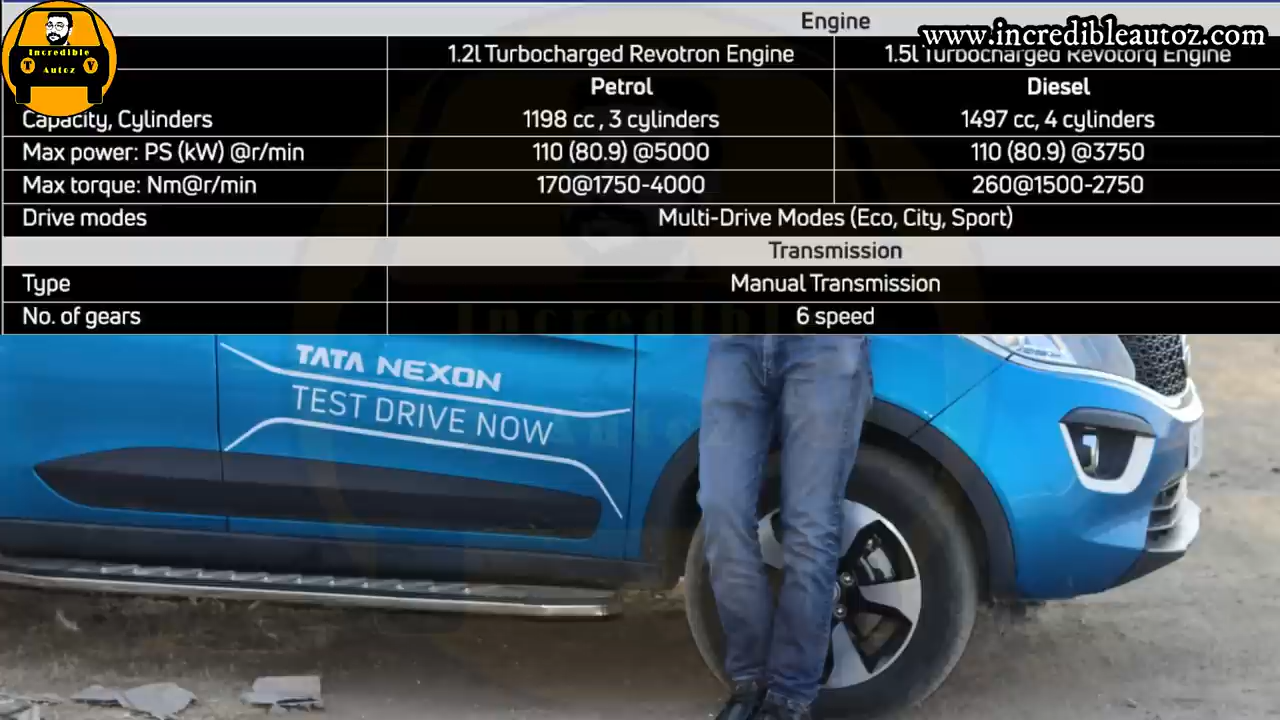 Engine
www.incredibleautoz.com
Incredible
T V
Autoz
1.2l Turbocharged Revotron Engine
1.5l Turbocharged Revotorq Engine
Petrol
Diesel
Capacity, Cylinders
1198 cc , 3 cylinders
1497 cc, 4 cylinders
Max power: PS (kW) @r/min
110 (80.9) @5000
110 (80.9) @3750
Max torque: Nm@r/min
170@1750-4000
260@1500-2750
Drive modes
Multi-Drive Modes (Eco, City, Sport)
Transmission
Type
Manual Transmission
No. of gears
6 speed
Incredible
TATA NEXON
TEST DRIVE NOW
Autoz